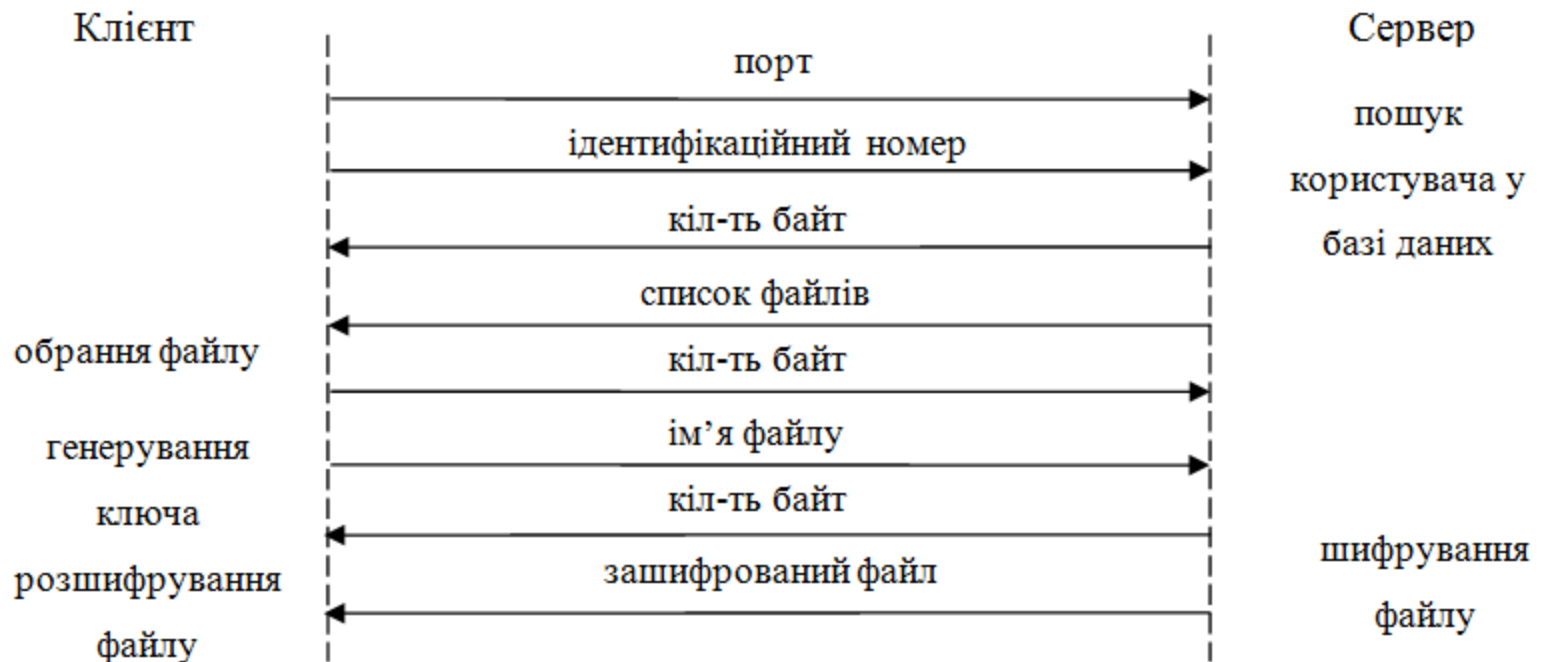 Клієнт
Сервер
порт
пошук
ідентифікаційний номер
користувача у
кіл-ть байт
базі даних
список файлів
обрання файлу
кіл-ть байт
ім’я файлу
генерування
кіл-ть байт
ключа
шифрування
зашифрований файл
розшифрування
файлу
файлу